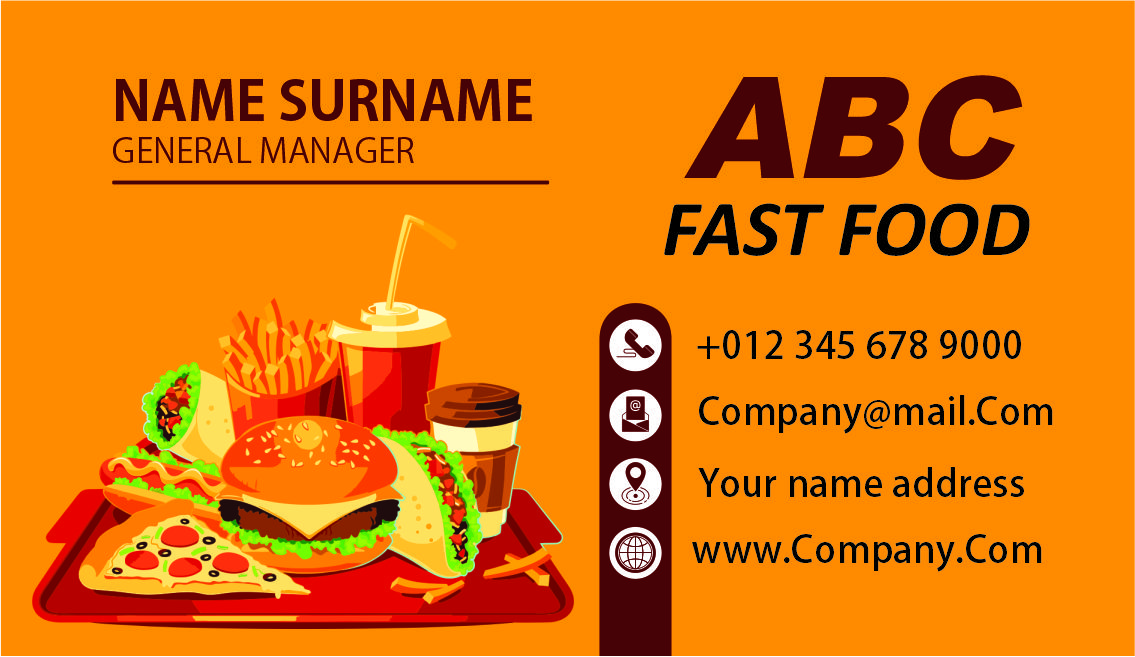 NAME SURNAME
GENERAL MANAGER
ABC
FAST FOOD
+012 345 678 9000
@
Company@mail.Com
Your name address
www.Company.Com